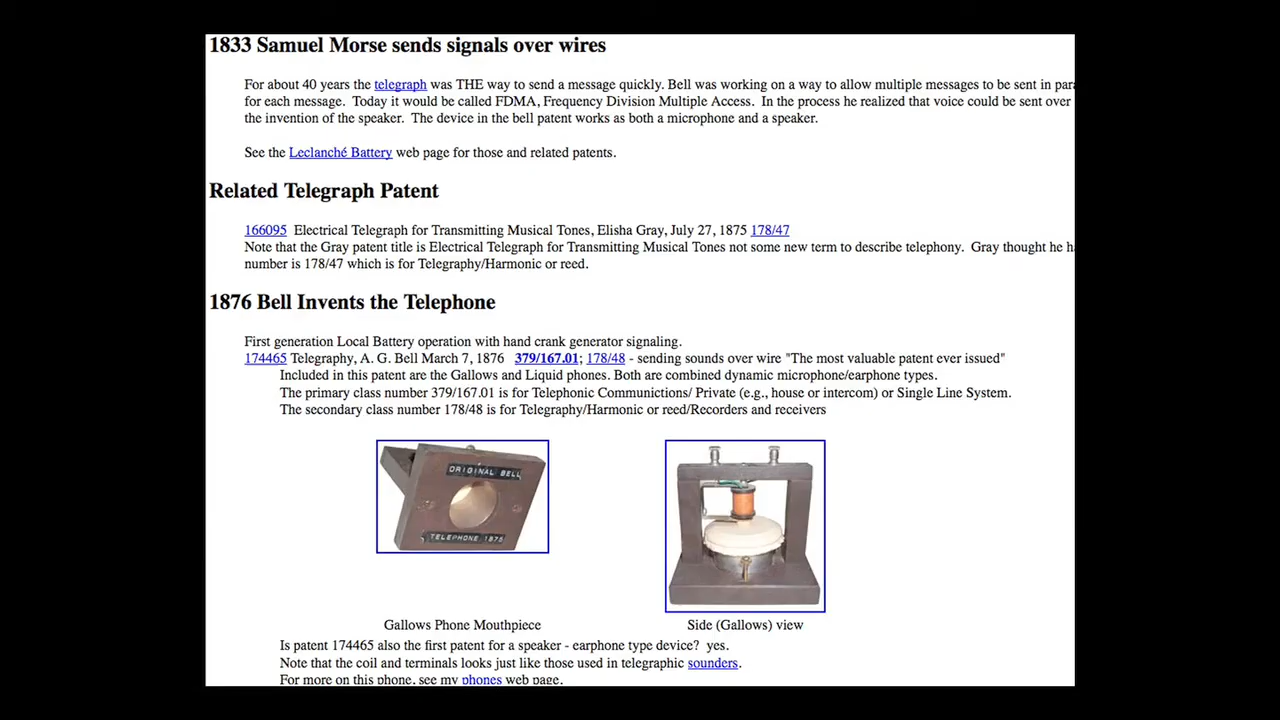 1833 Samuel Morse sends signals over wires
For about 40 years the telegraph was THE way to send a message quickly. Bell was working on a way to allow multiple messages to be sent in
for each message. Today it would be called FDMA, Frequency Division Multiple Access. In the process he realized that voice could be sent over
the invention of the speaker. The device in the bell patent works as both a microphone and a speaker.
See the Leclanché Battery web page for those and related patents.
Related Telegraph Patent
166095 Electrical Telegraph for Transmitting Musical Tones, Elisha Gray, July 27, 1875 178/47
Note that the Gray patent title is Electrical Telegraph for Transmitting Musical Tones not some new term to describe telephony. Gray thought he
number is 178/47 which is for Telegraphy/Harmonic or reed.
1876 Bell Invents the Telephone
First generation Local Battery operation with hand crank generator signaling.
174465 Telegraphy, A. G. Bell March 7, 1876 379/167.01; 178/48 - sending sounds over wire "The most valuable patent ever issued"
Included in this patent are the Gallows and Liquid phones. Both are combined dynamic microphone/earphone types.
The primary class number 379/167.01 is for Telephonic Communictions/ Private (e.g., house or intercom) or Single Line System.
The secondary class number 178/48 is for Telegraphy/Harmonic or reed/Recorders and receivers
ORIGINAL BELL
TELEPHONE 1875
Gallows Phone Mouthpiece
Side (Gallows) view
Is patent 174465 also the first patent for a speaker - earphone type device? yes.
Note that the coil and terminals looks just like those used in telegraphic sounders.
For more on this phone, see my phones web page.